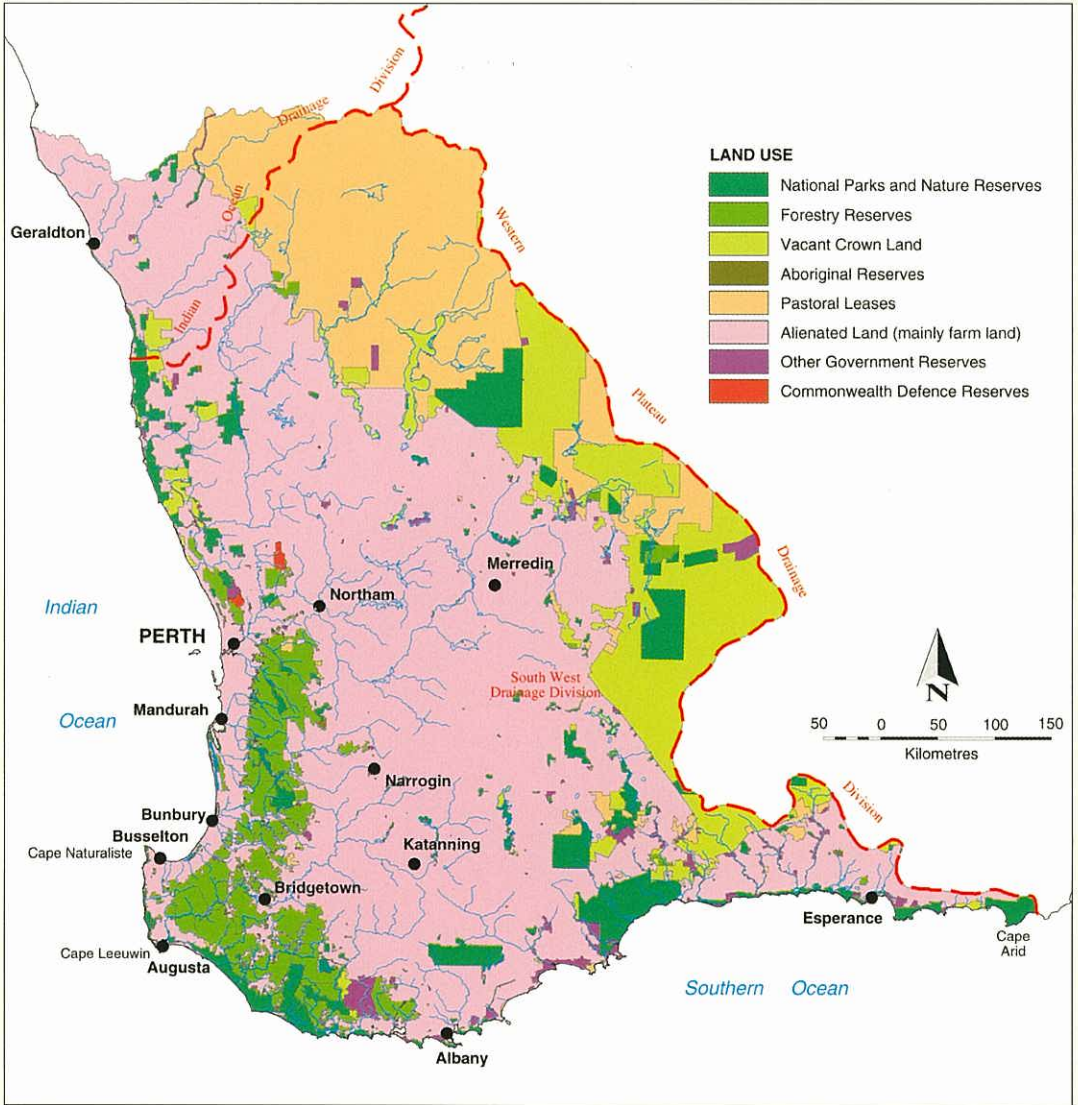 Drainage
Division
Ocean
Indian
Western
Plateau
Drainage
Division
South West
Drainage Division
LAND USE
National Parks and Nature Reserves
Forestry Reserves
Vacant Crown Land
Aboriginal Reserves
Pastoral Leases
Alienated Land (mainly farm land)
Other Government Reserves
Commonwealth Defence Reserves
Geraldton
Merredin
Northam
Indian
PERTH
Ocean
Mandurah
Narrogin
Bunbury
Busselton
Cape Naturaliste
Katanning
Bridgetown
Cape Leeuwin
Augusta
Albany
Esperance
Cape
Arid
Southern Ocean
N
50 0 50 100 150
Kilometres